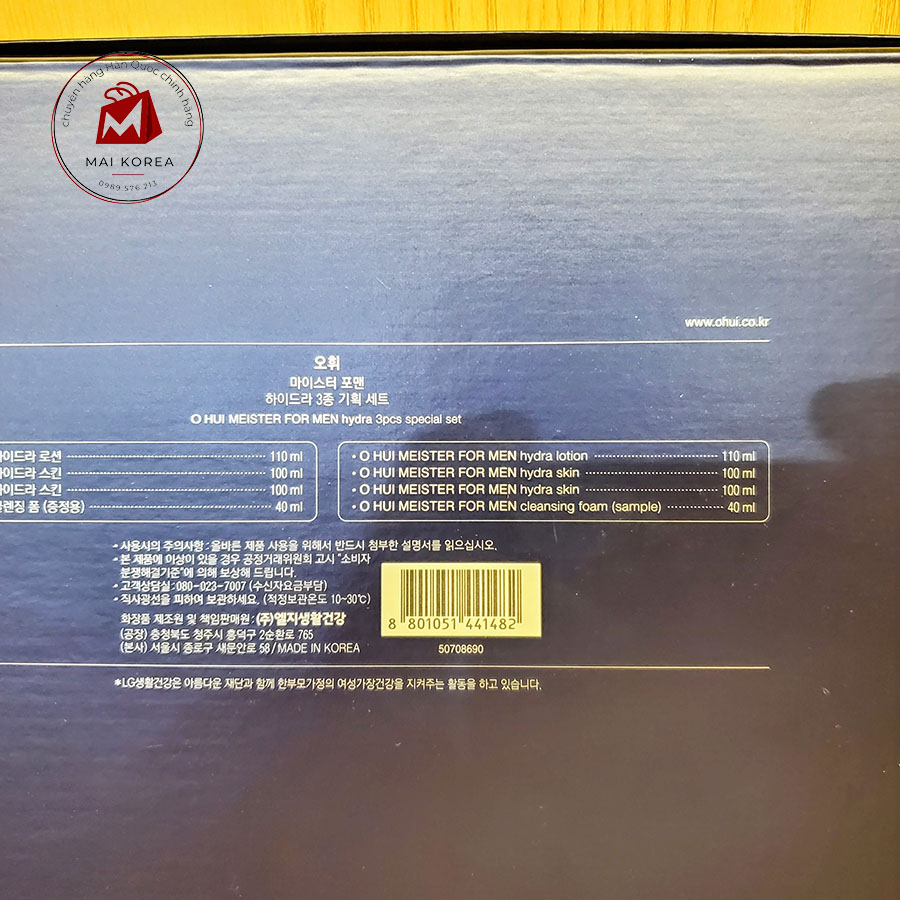 chuyên hàng Hàn Quốc chính hãng
MAI KOREA
0989.576.213
www.ohui.co.kr
오휘
마이스터 포맨
하이드라 3종 기획 세트
O HUI MEISTER FOR MEN hydra 3pcs special set
하이드라 로션 110 ml
하이드라 스킨 100 ml
하이드라 스킨 100 ml
클렌징 폼 (증정용) 40 ml
• O HUI MEISTER FOR MEN hydra lotion 110 ml
• O HUI MEISTER FOR MEN hydra skin 100 ml
• O HUI MEISTER FOR MEN hydra skin 100 ml
• O HUI MEISTER FOR MEN cleansing foam (sample) 40 ml
- 사용시의 주의사항 : 올바른 제품 사용을 위해서 반드시 첨부한 설명서를 읽으십시오.
- 본 제품에 이상이 있을 경우 공정거래위원회 고시 "소비자
분쟁해결기준"에 의해 보상해 드립니다.
- 고객상담실 : 080-023-7007 (수신자요금부담)
- 직사광선을 피하여 보관하세요. (적정보관온도 10~30℃)
화장품 제조원 및 책임판매원 : (주)엘지생활건강
(공장) 충청북도 청주시 흥덕구 2순환로 765
(본사) 서울시 종로구 새문안로 58 / MADE IN KOREA
8 801051 441482
50708690
*LG생활건강은 아름다운 재단과 함께 한부모가정의 여성가장건강을 지켜주는 활동을 하고 있습니다.